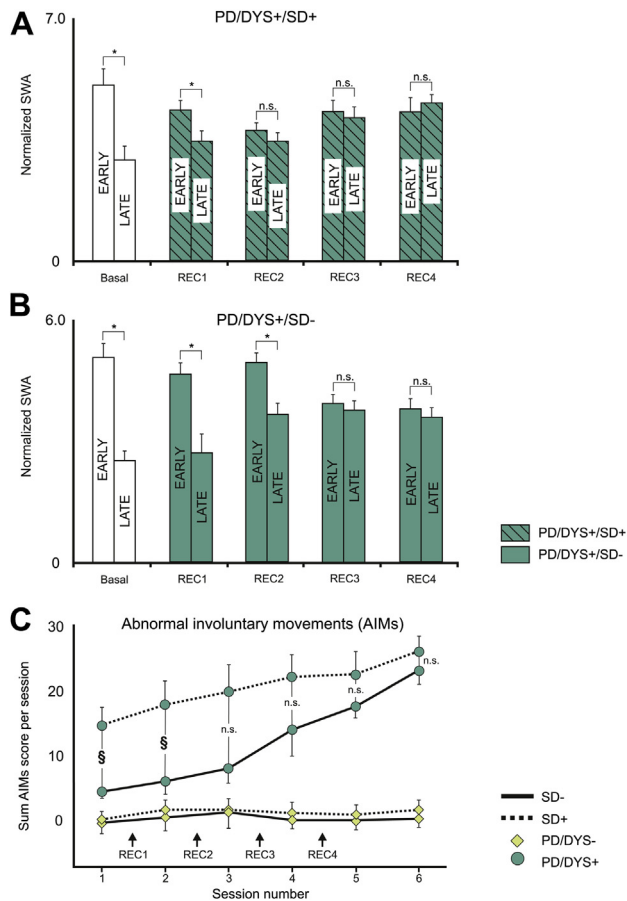 A
PD/DYS+/SD+
7.0
Normalized SWA
0
* * n.s. n.s. n.s.
EARLY LATE EARLY LATE EARLY LATE EARLY LATE EARLY LATE
Basal REC1 REC2 REC3 REC4
B
PD/DYS+/SD-
6.0
Normalized SWA
0
* * * n.s. n.s.
EARLY LATE EARLY LATE EARLY LATE EARLY LATE EARLY LATE
Basal REC1 REC2 REC3 REC4
PD/DYS+/SD+
PD/DYS+/SD-
C
Abnormal involuntary movements (AIMs)
Sum AIMs score per session
30
20
10
0
§ § n.s. n.s. n.s. n.s.
REC1 REC2 REC3 REC4
1 2 3 4 5 6
Session number
SD-
SD+
PD/DYS-
PD/DYS+